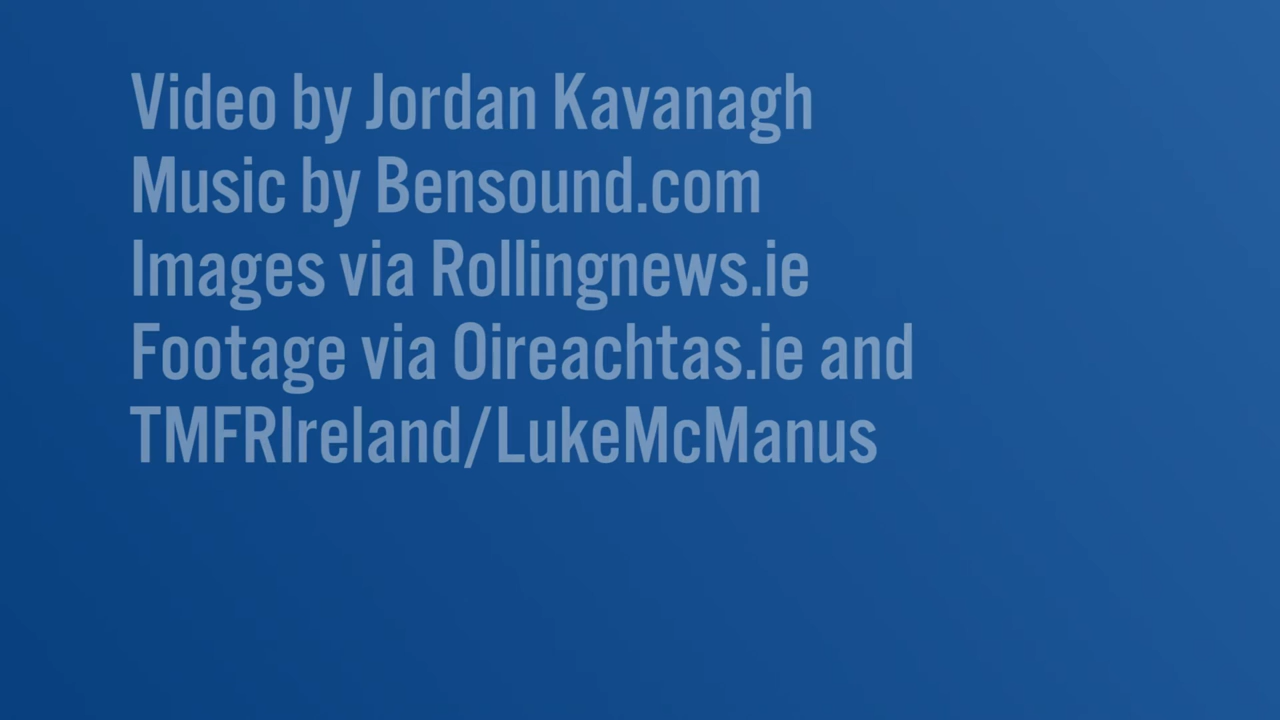 Video by Jordan Kavanagh
Music by Bensound.com
Images via Rollingnews.ie
Footage via Oireachtas.ie and
TMFRIreland/LukeMcManus